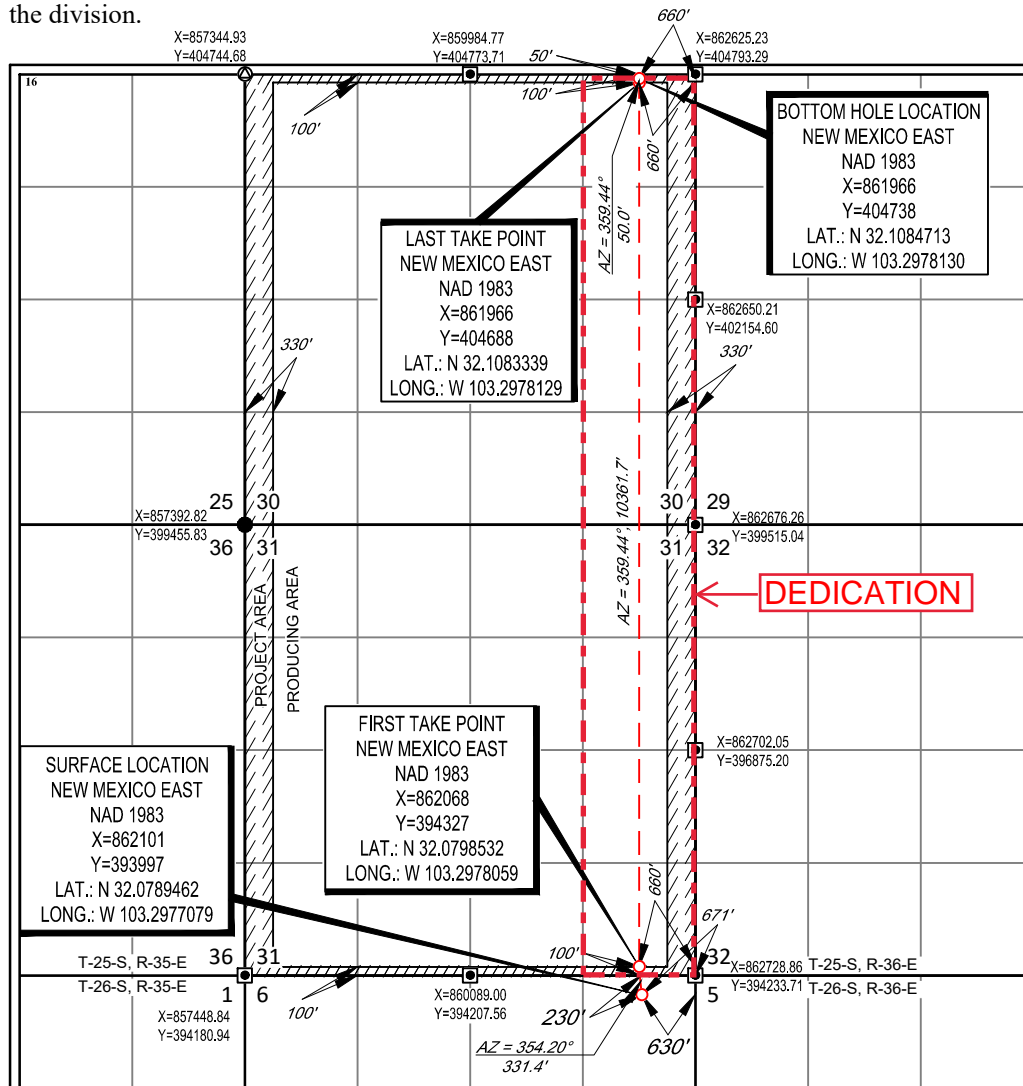 the division.
X=857344.93
Y=404744.68
X=859984.77
Y=404773.71
50'
660'
X=862625.23
Y=404793.29
16
100'
100'
660'
AZ = 359.44°
50.0'
BOTTOM HOLE LOCATION
NEW MEXICO EAST
NAD 1983
X=861966
Y=404738
LAT.: N 32.1084713
LONG.: W 103.2978130
LAST TAKE POINT
NEW MEXICO EAST
NAD 1983
X=861966
Y=404688
LAT.: N 32.1083339
LONG.: W 103.2978129
X=862650.21
Y=402154.60
330'
330'
AZ = 359.44°, 10361.7'
25 30
36 31
X=857392.82
Y=399455.83
30 29
31 32
X=862676.26
Y=399515.04
DEDICATION
PROJECT AREA
PRODUCING AREA
FIRST TAKE POINT
NEW MEXICO EAST
NAD 1983
X=862068
Y=394327
LAT.: N 32.0798532
LONG.: W 103.2978059
X=862702.05
Y=396875.20
SURFACE LOCATION
NEW MEXICO EAST
NAD 1983
X=862101
Y=393997
LAT.: N 32.0789462
LONG.: W 103.2977079
660'
671'
100'
T-25-S, R-35-E
T-26-S, R-35-E
36 31
1 6
X=857448.84
Y=394180.94
100'
X=860089.00
Y=394207.56
230'
AZ = 354.20°
331.4'
630'
32
5
X=862728.86
Y=394233.71
T-25-S, R-36-E
T-26-S, R-36-E